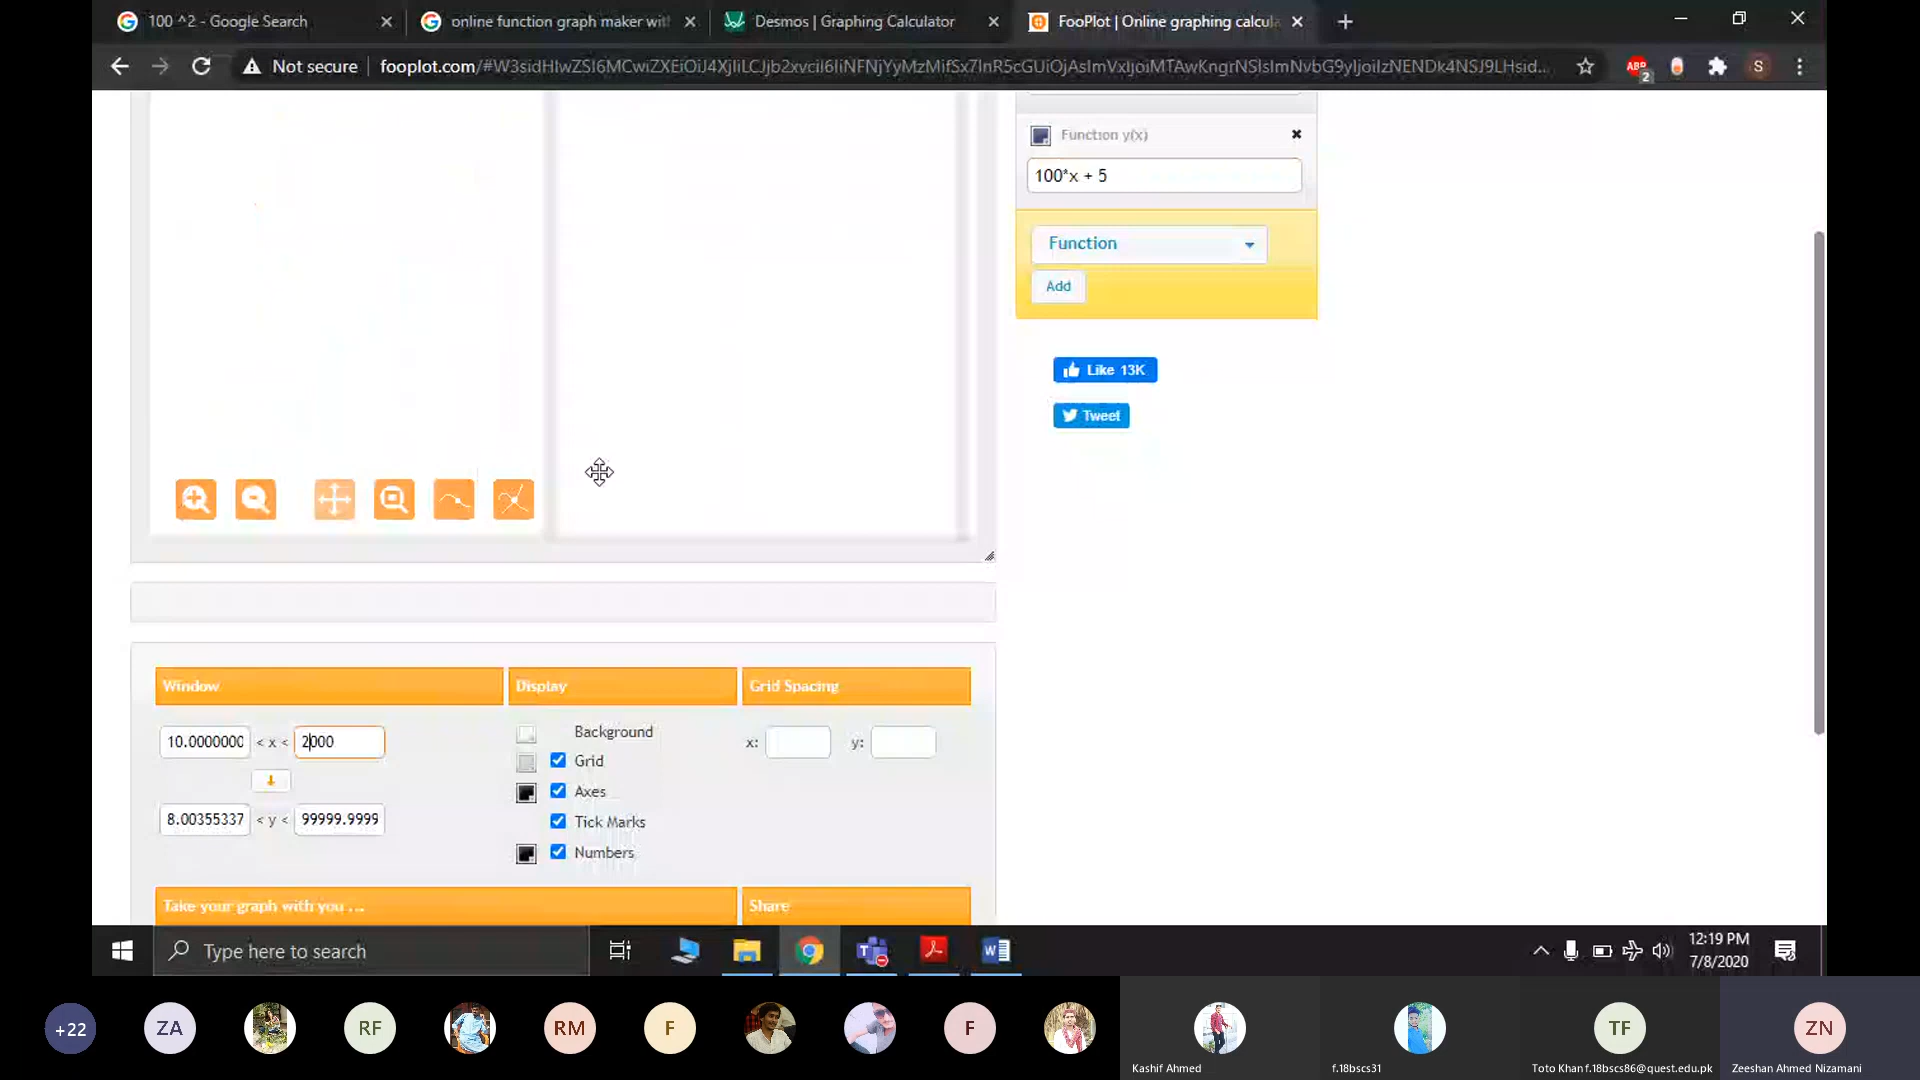 100 ^2 - Google Search
online function graph maker wit
Desmos | Graphing Calculator
FooPlot | Online graphing calcula
Not secure
ABP
2
S
Function y(x)
100*x + 5
Function
Add
Like 13K
Tweet
Window
Display
Grid Spacing
10.0000000 < x < 2000
Background
x:
y:
Grid
Axes
8.00355337 < y < 99999.9999
Tick Marks
Numbers
Take your graph with you ...
Share
Type here to search
12:19 PM
7/8/2020
+22
ZA
RF
RM
F
F
TF
ZN
Kashif Ahmed
f.18bscs31
Toto Khan f.18bscs86@quest.edu.pk
Zeeshan Ahmed Nizamani